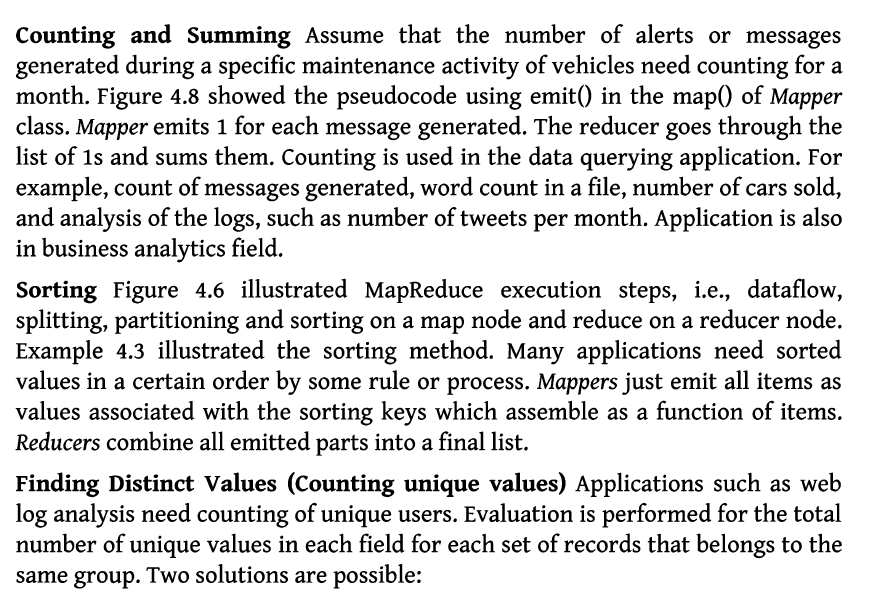 Counting and Summing Assume that the number of alerts or messages
generated during a specific maintenance activity of vehicles need counting for a
month. Figure 4.8 showed the pseudocode using emit() in the map() of Mapper
class. Mapper emits 1 for each message generated. The reducer goes through the
list of 1s and sums them. Counting is used in the data querying application. For
example, count of messages generated, word count in a file, number of cars sold,
and analysis of the logs, such as number of tweets per month. Application is also
in business analytics field.
Sorting Figure 4.6 illustrated MapReduce execution steps, i.e., dataflow,
splitting, partitioning and sorting on a map node and reduce on a reducer node.
Example 4.3 illustrated the sorting method. Many applications need sorted
values in a certain order by some rule or process. Mappers just emit all items as
values associated with the sorting keys which assemble as a function of items.
Reducers combine all emitted parts into a final list.
Finding Distinct Values (Counting unique values) Applications such as web
log analysis need counting of unique users. Evaluation is performed for the total
number of unique values in each field for each set of records that belongs to the
same group. Two solutions are possible: